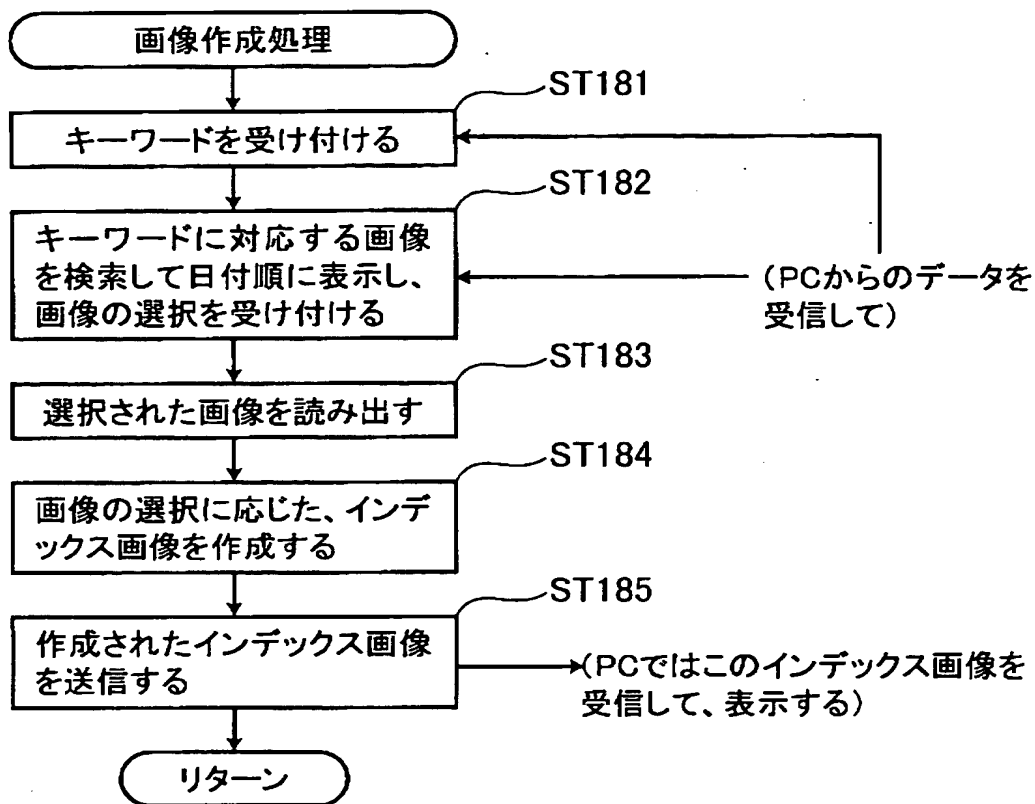 画像作成処理
ST181
キーワードを受け付ける
ST182
キーワードに対応する画像
を検索して日付順に表示し、
画像の選択を受け付ける
(PCからのデータを
受信して)
ST183
選択された画像を読み出す
ST184
画像の選択に応じた、インデ
ックス画像を作成する
ST185
作成されたインデックス画像
を送信する
(PCではこのインデックス画像を
受信して、表示する)
リターン